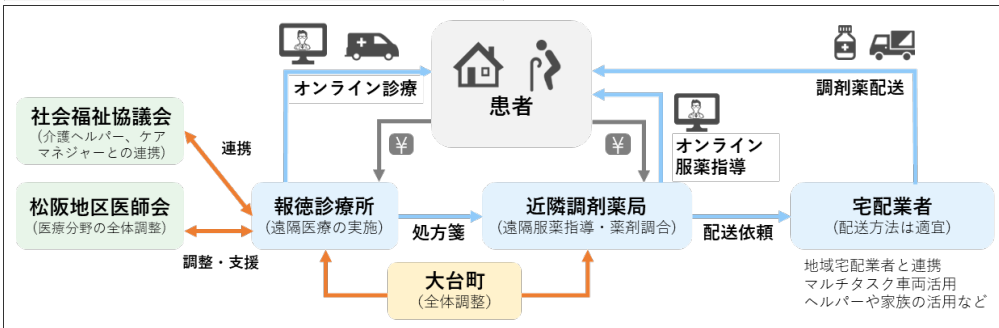 オンライン診療
患者
調剤薬配送
オンライン
服薬指導
¥
¥
社会福祉協議会
(介護ヘルパー、ケア
マネジャーとの連携)
連携
松阪地区医師会
(医療分野の全体調整)
調整・支援
報徳診療所
(遠隔医療の実施)
処方箋
近隣調剤薬局
(遠隔服薬指導・薬剤調合)
配送依頼
宅配業者
(配送方法は適宜)
大台町
(全体調整)
地域宅配業者と連携
マルチタスク車両活用
ヘルパーや家族の活用など